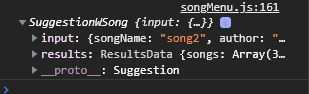 songMenu.js:161
▼ SuggestionWSong {input: {…}}
▶ input: {songName: "song2", author: "…
▶ results: ResultsData {songs: Array(3…
▶ __proto__: Suggestion
>